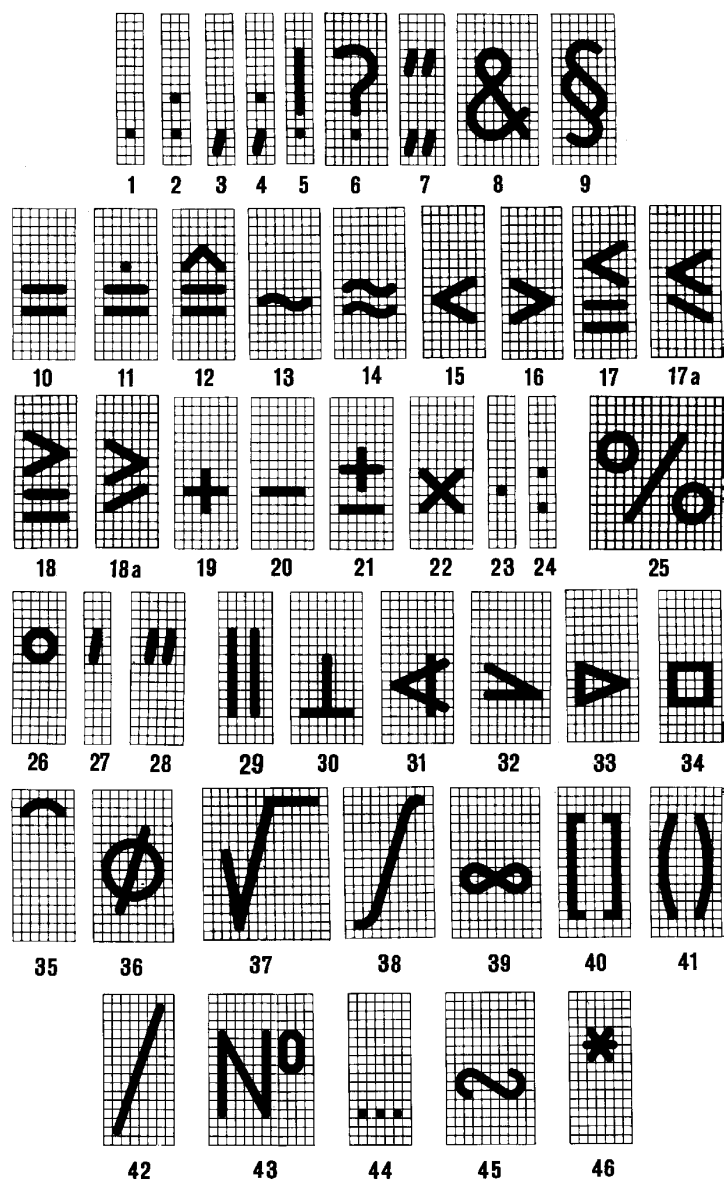 . : , ; ! ? " " & §
1 2 3 4 5 6 7 8 9
= ≐ ≙ ~ ≈ < > ≦ ⩽
10 11 12 13 14 15 16 17 17a
≧ ⩾ + − ± × · : %
18 18a 19 20 21 22 23 24 25
° ′ ″ ∥ ⊥ ∢ ⦣ ▷ □
26 27 28 29 30 31 32 33 34
⌒ ⌀ √ ∫ ∞ [ ] ( )
35 36 37 38 39 40 41
/ № ... ∾ *
42 43 44 45 46